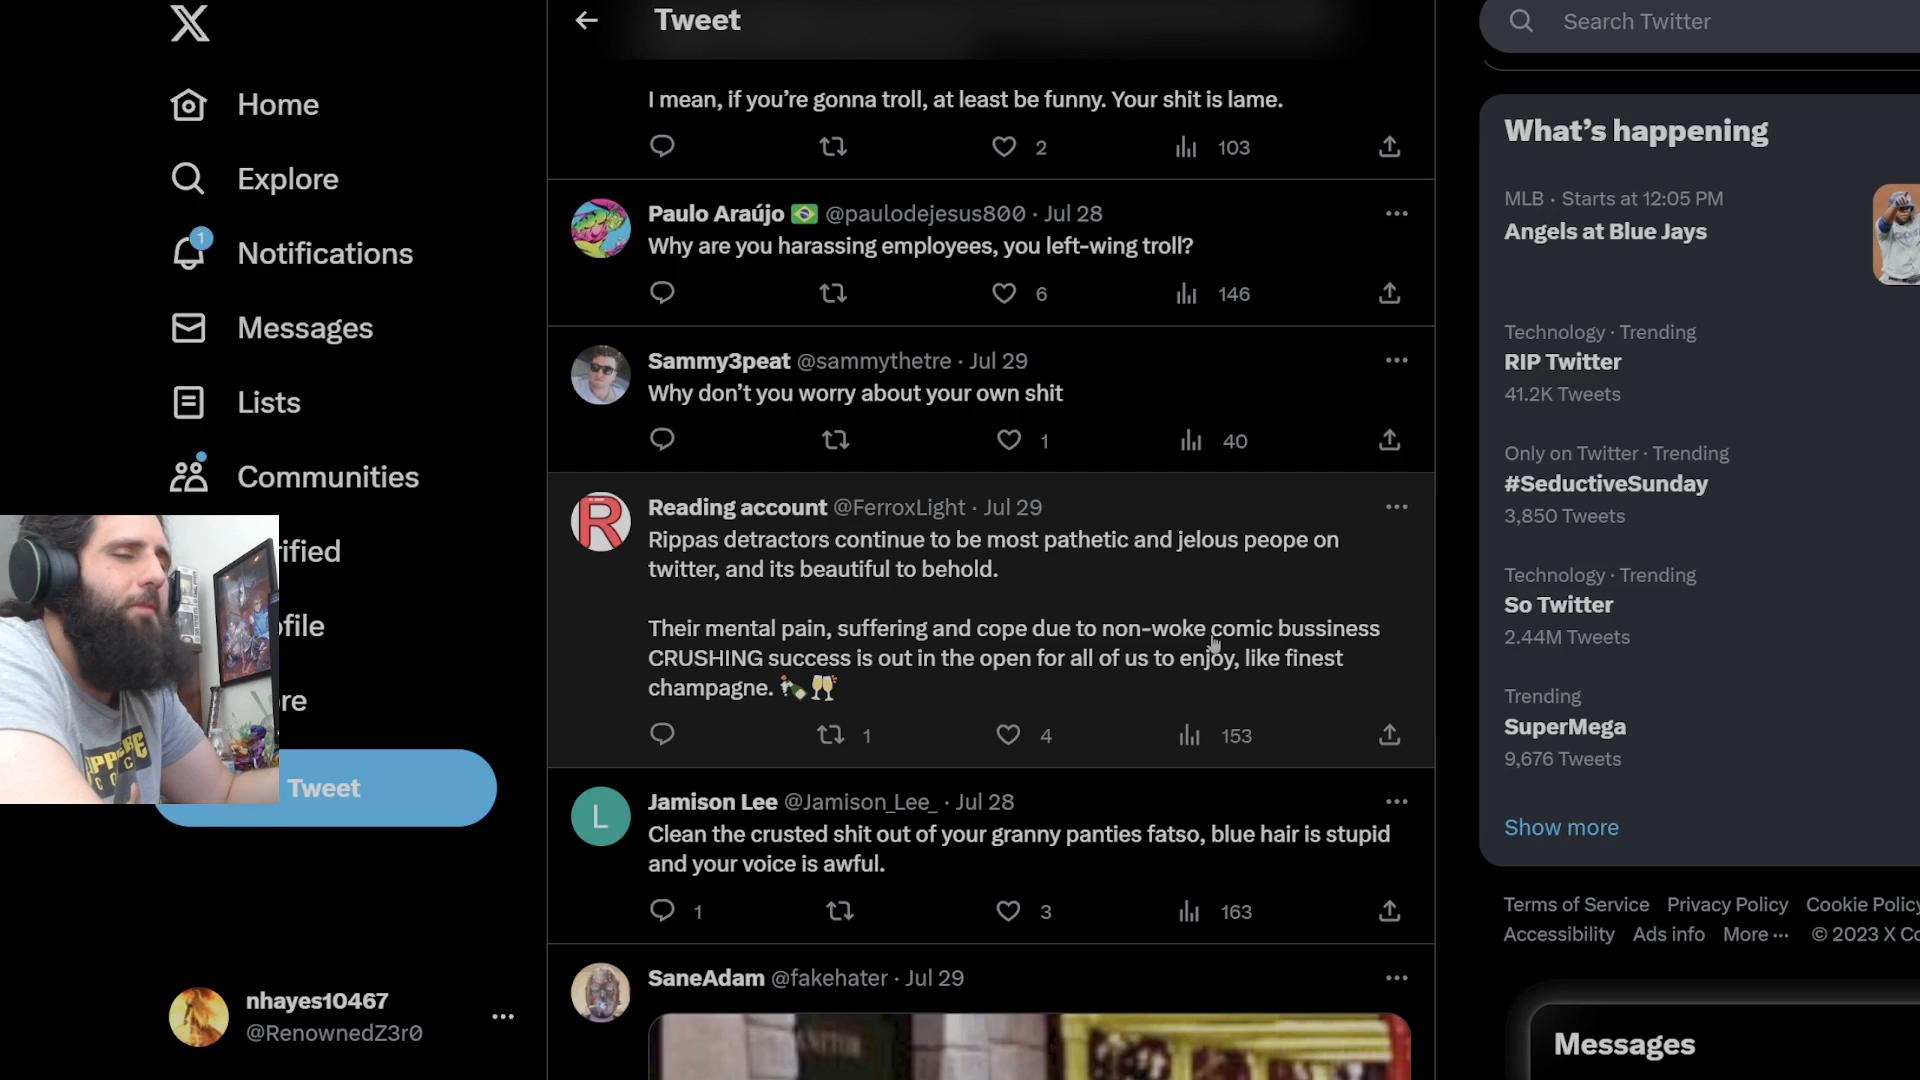 X
Home
Explore
1
Notifications
Messages
Lists
Communities
ified
file
re
Tweet
nhayes10467
@RenownedZ3r0
Tweet
I mean, if you’re gonna troll, at least be funny. Your shit is lame.
2 103
Paulo Araújo 🇧🇷 @paulodejesus800 · Jul 28
Why are you harassing employees, you left-wing troll?
6 146
Sammy3peat @sammythetre · Jul 29
Why don’t you worry about your own shit
1 40
R
Reading account @FerroxLight · Jul 29
Rippas detractors continue to be most pathetic and jelous peope on
twitter, and its beautiful to behold.
Their mental pain, suffering and cope due to non-woke comic bussiness
CRUSHING success is out in the open for all of us to enjoy, like finest
champagne. 🍾🥂
1 4 153
L
Jamison Lee @Jamison_Lee_ · Jul 28
Clean the crusted shit out of your granny panties fatso, blue hair is stupid
and your voice is awful.
1 3 163
SaneAdam @fakehater · Jul 29
Search Twitter
What’s happening
MLB · Starts at 12:05 PM
Angels at Blue Jays
Technology · Trending
RIP Twitter
41.2K Tweets
Only on Twitter · Trending
#SeductiveSunday
3,850 Tweets
Technology · Trending
So Twitter
2.44M Tweets
Trending
SuperMega
9,676 Tweets
Show more
Terms of Service Privacy Policy Cookie Policy
Accessibility Ads info More ··· © 2023 X Co
Messages